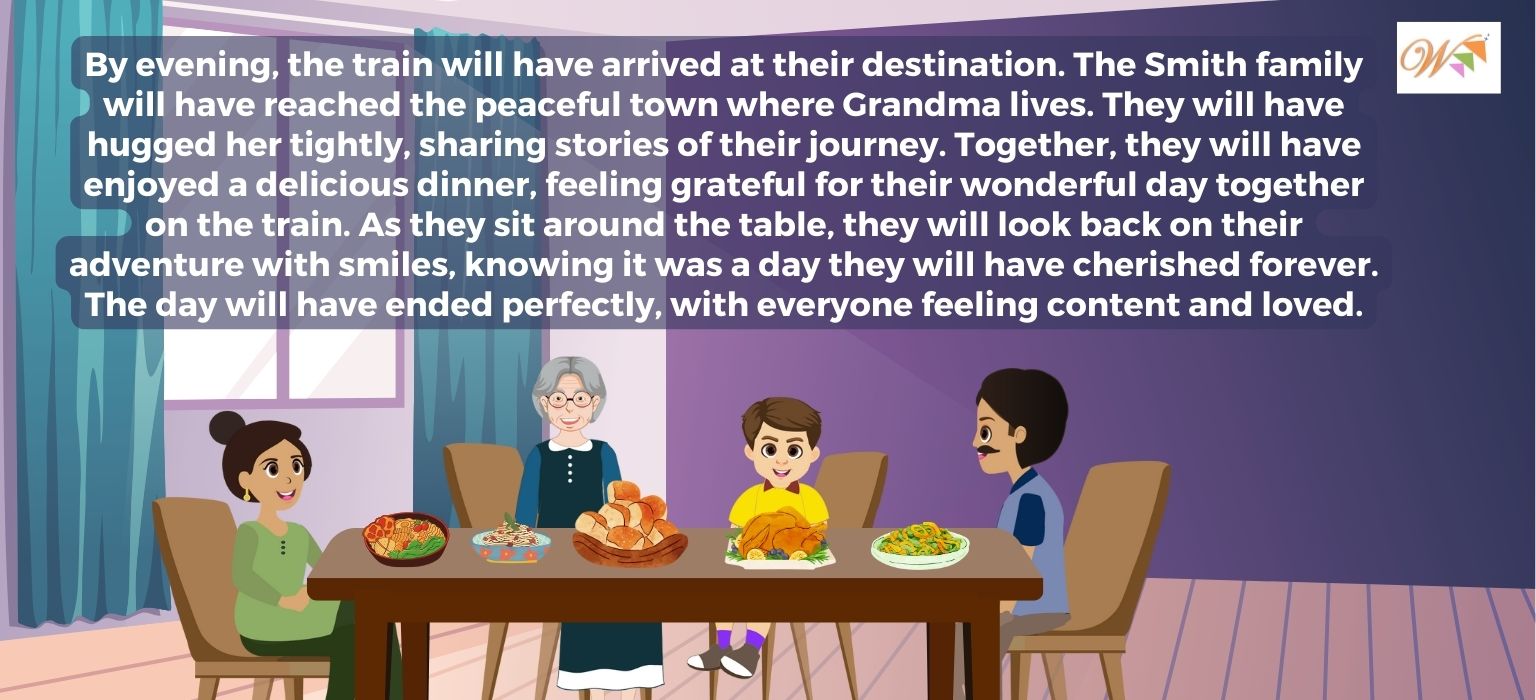 By evening, the train will have arrived at their destination. The Smith family
will have reached the peaceful town where Grandma lives. They will have
hugged her tightly, sharing stories of their journey. Together, they will have
enjoyed a delicious dinner, feeling grateful for their wonderful day together
on the train. As they sit around the table, they will look back on their
adventure with smiles, knowing it was a day they will have cherished forever.
The day will have ended perfectly, with everyone feeling content and loved.
W